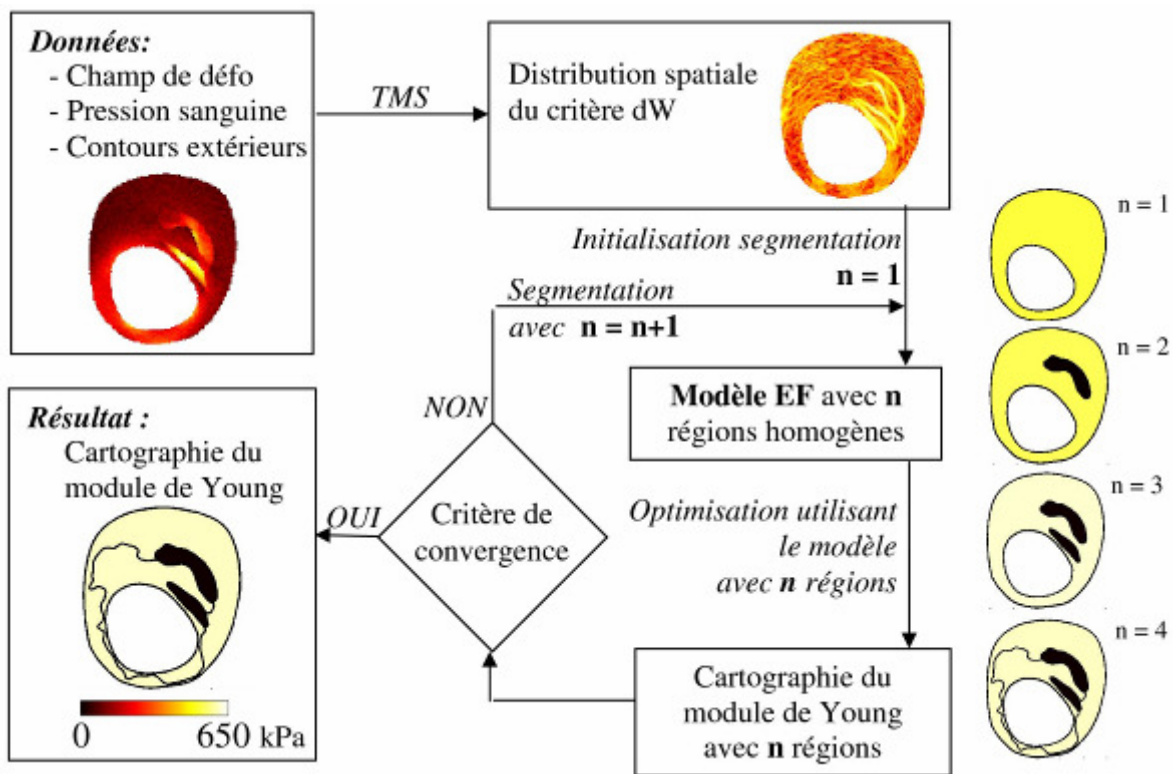 Données:
- Champ de défo
- Pression sanguine
- Contours extérieurs
TMS
Distribution spatiale
du critère dW
Initialisation segmentation
n = 1
Segmentation
avec n = n+1
Modèle EF avec n
régions homogènes
Optimisation utilisant
le modèle
avec n régions
Cartographie du
module de Young
avec n régions
Critère de
convergence
NON
OUI
Résultat :
Cartographie du
module de Young
0 650 kPa
n = 1
n = 2
n = 3
n = 4